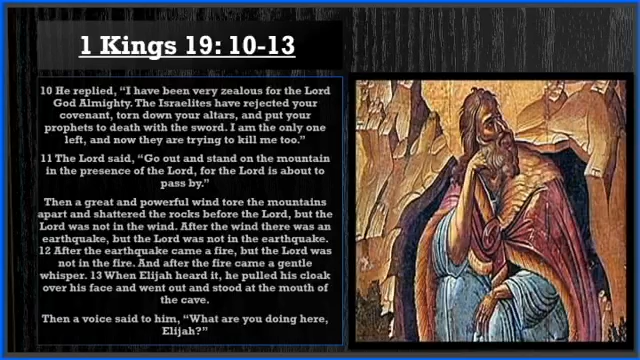 1 Kings 19: 10-13
10 He replied, “I have been very zealous for the Lord
God Almighty. The Israelites have rejected your
covenant, torn down your altars, and put your
prophets to death with the sword. I am the only one
left, and now they are trying to kill me too.”
11 The Lord said, “Go out and stand on the mountain
in the presence of the Lord, for the Lord is about to
pass by.”
Then a great and powerful wind tore the mountains
apart and shattered the rocks before the Lord, but the
Lord was not in the wind. After the wind there was an
earthquake, but the Lord was not in the earthquake.
12 After the earthquake came a fire, but the Lord was
not in the fire. And after the fire came a gentle
whisper. 13 When Elijah heard it, he pulled his cloak
over his face and went out and stood at the mouth of
the cave.
Then a voice said to him, “What are you doing here,
Elijah?”